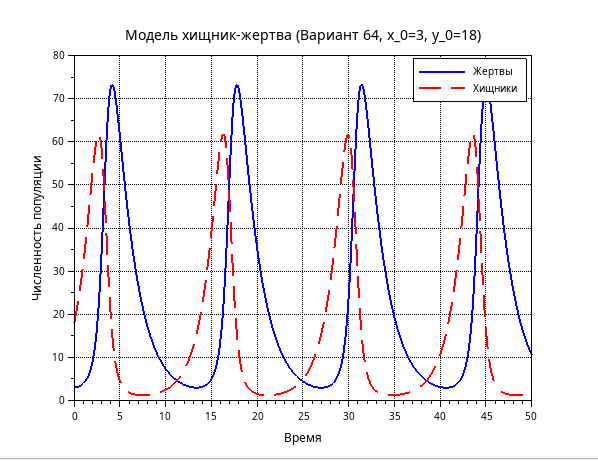 Модель хищник-жертва (Вариант 64, x_0=3, y_0=18)
80
70
60
50
40
30
20
10
0
Численность популяции
Жертвы
Хищники
0 5 10 15 20 25 30 35 40 45 50
Время